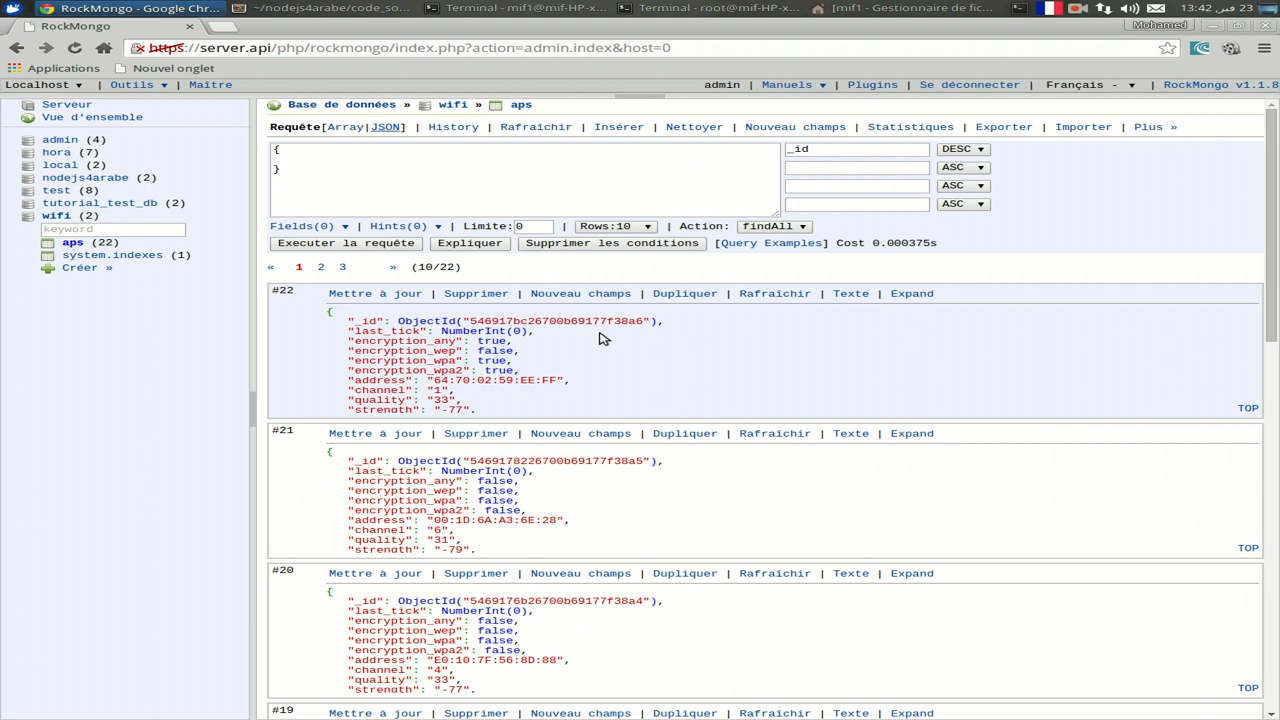 RockMongo - Google Chr...
~/nodejs4arabe/code_so...
Terminal - mif1@mif-HP-x...
Terminal - root@mif-HP-x...
[mif1 - Gestionnaire de fic...
13:42 فبر, 23
RockMongo
Mohamed
https://server.api/php/rockmongo/index.php?action=admin.index&host=0
Applications
Nouvel onglet
Localhost ▼ | Outils ▼ | Maître
admin | Manuels ▼ | Plugins | Se déconnecter | Français - ▼ | RockMongo v1.1.8
Serveur
Vue d'ensemble
admin (4)
hora (7)
local (2)
nodejs4arabe (2)
test (8)
tutorial_test_db (2)
wifi (2)
keyword
aps (22)
system.indexes (1)
Créer »
Base de données » wifi » aps
Requête[Array|JSON] | History | Rafraîchir | Insérer | Nettoyer | Nouveau champs | Statistiques | Exporter | Importer | Plus »
{
}
_id DESC ▼
ASC ▼
ASC ▼
ASC ▼
Fields(0) ▼ | Hints(0) ▼ | Limite:0 | Rows:10 ▼ | Action: findAll ▼
Executer la requête Expliquer Supprimer les conditions [Query Examples] Cost 0.000375s
« 1 2 3 » (10/22)
#22 Mettre à jour | Supprimer | Nouveau champs | Dupliquer | Rafraîchir | Texte | Expand
{
"_id": ObjectId("546917bc26700b69177f38a6"),
"last_tick": NumberInt(0),
"encryption_any": true,
"encryption_wep": false,
"encryption_wpa": true,
"encryption_wpa2": true,
"address": "64:70:02:59:EE:FF",
"channel": "1",
"quality": "33",
"strength": "-77",
TOP
#21 Mettre à jour | Supprimer | Nouveau champs | Dupliquer | Rafraîchir | Texte | Expand
{
"_id": ObjectId("5469178226700b69177f38a5"),
"last_tick": NumberInt(0),
"encryption_any": false,
"encryption_wep": false,
"encryption_wpa": false,
"encryption_wpa2": false,
"address": "00:1D:6A:A3:6E:28",
"channel": "6",
"quality": "31",
"strength": "-79",
TOP
#20 Mettre à jour | Supprimer | Nouveau champs | Dupliquer | Rafraîchir | Texte | Expand
{
"_id": ObjectId("5469176b26700b69177f38a4"),
"last_tick": NumberInt(0),
"encryption_any": false,
"encryption_wep": false,
"encryption_wpa": false,
"encryption_wpa2": false,
"address": "E0:10:7F:56:8D:88",
"channel": "4",
"quality": "33",
"strength": "-77",
TOP
#19 Mettre à jour | Supprimer | Nouveau champs | Dupliquer | Rafraîchir | Texte | Expand